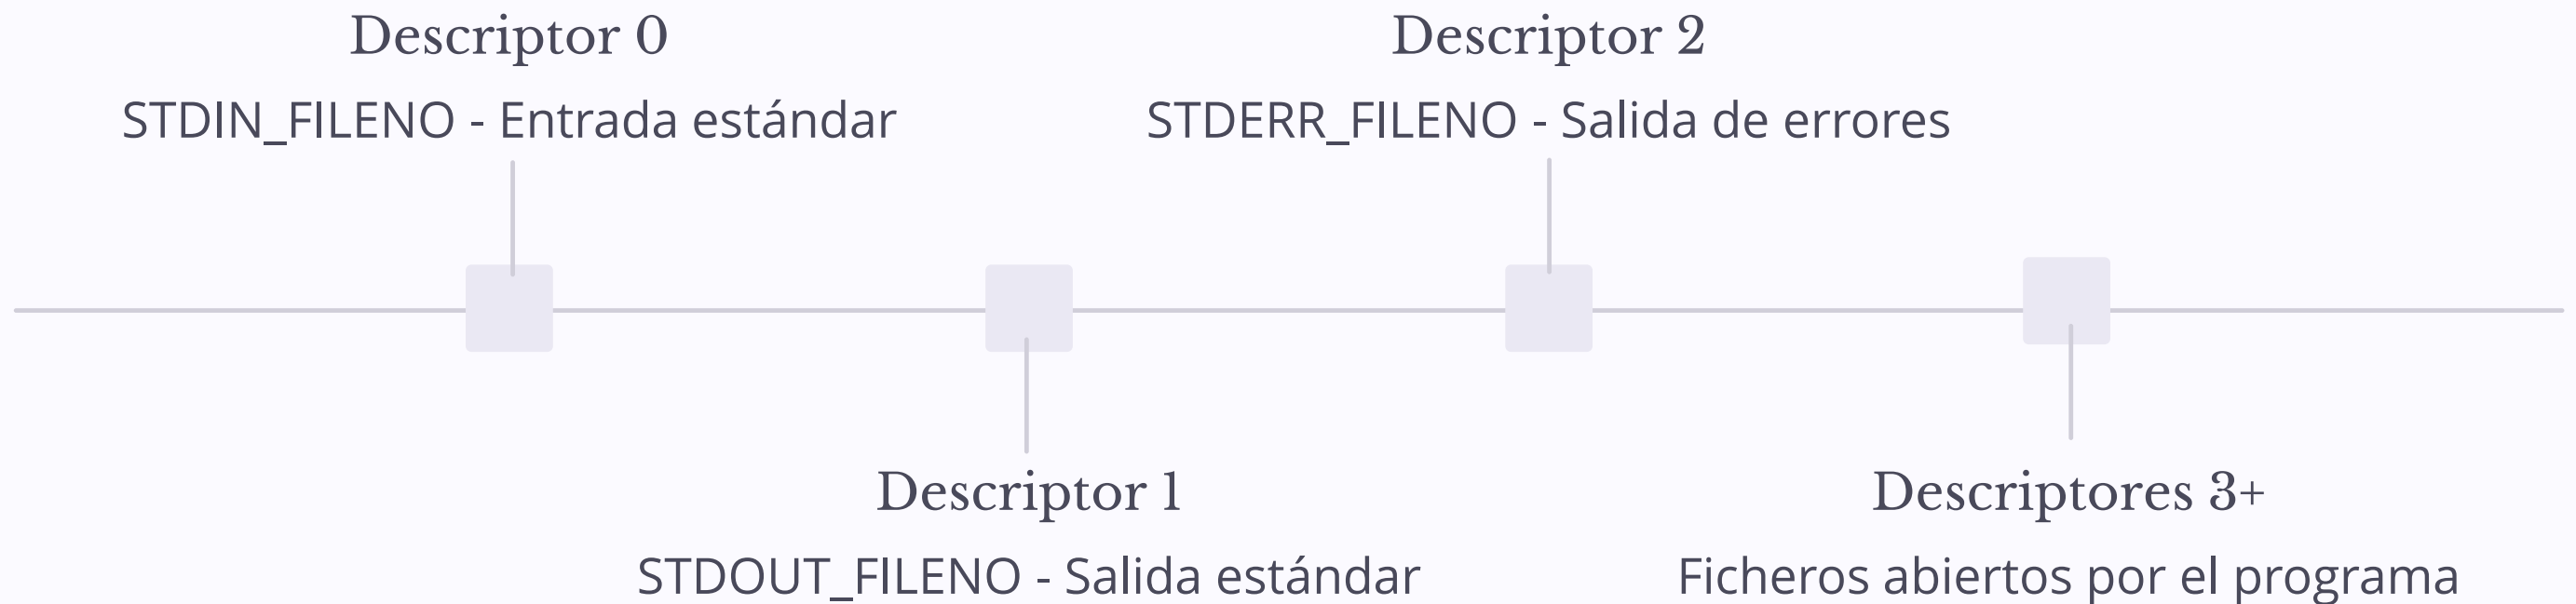 Descriptor 0
STDIN_FILENO - Entrada estándar
Descriptor 1
STDOUT_FILENO - Salida estándar
Descriptor 2
STDERR_FILENO - Salida de errores
Descriptores 3+
Ficheros abiertos por el programa